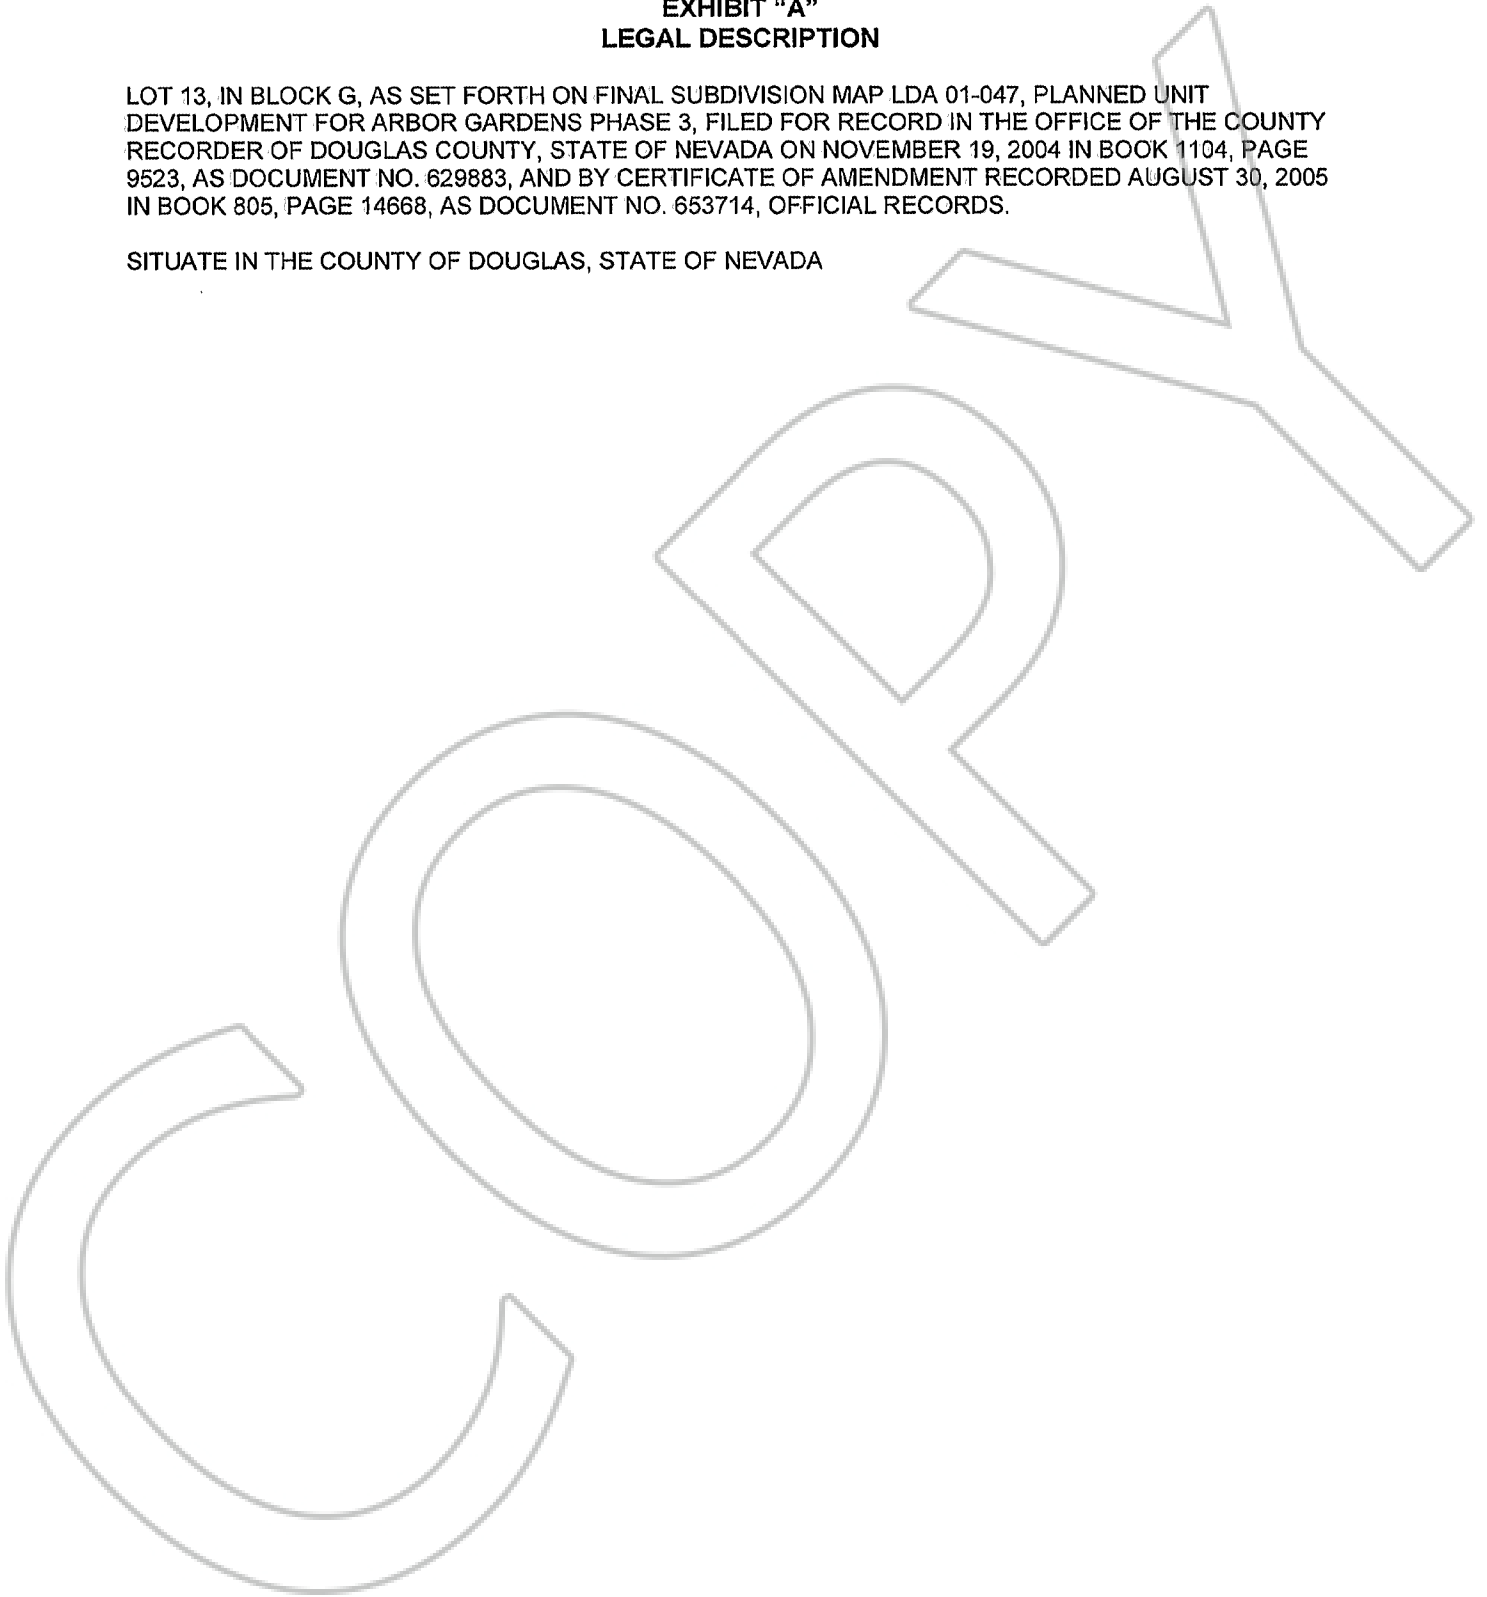 EXHIBIT “A”
LEGAL DESCRIPTION
LOT 13, IN BLOCK G, AS SET FORTH ON FINAL SUBDIVISION MAP LDA 01-047, PLANNED UNIT
DEVELOPMENT FOR ARBOR GARDENS PHASE 3, FILED FOR RECORD IN THE OFFICE OF THE COUNTY
RECORDER OF DOUGLAS COUNTY, STATE OF NEVADA ON NOVEMBER 19, 2004 IN BOOK 1104, PAGE
9523, AS DOCUMENT NO. 629883, AND BY CERTIFICATE OF AMENDMENT RECORDED AUGUST 30, 2005
IN BOOK 805, PAGE 14668, AS DOCUMENT NO. 653714, OFFICIAL RECORDS.
SITUATE IN THE COUNTY OF DOUGLAS, STATE OF NEVADA
COPY